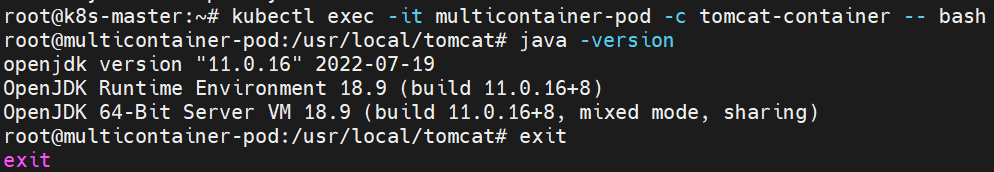 root@k8s-master:~# kubectl exec -it multicontainer-pod -c tomcat-container -- bash
root@multicontainer-pod:/usr/local/tomcat# java -version
openjdk version "11.0.16" 2022-07-19
OpenJDK Runtime Environment 18.9 (build 11.0.16+8)
OpenJDK 64-Bit Server VM 18.9 (build 11.0.16+8, mixed mode, sharing)
root@multicontainer-pod:/usr/local/tomcat# exit
exit